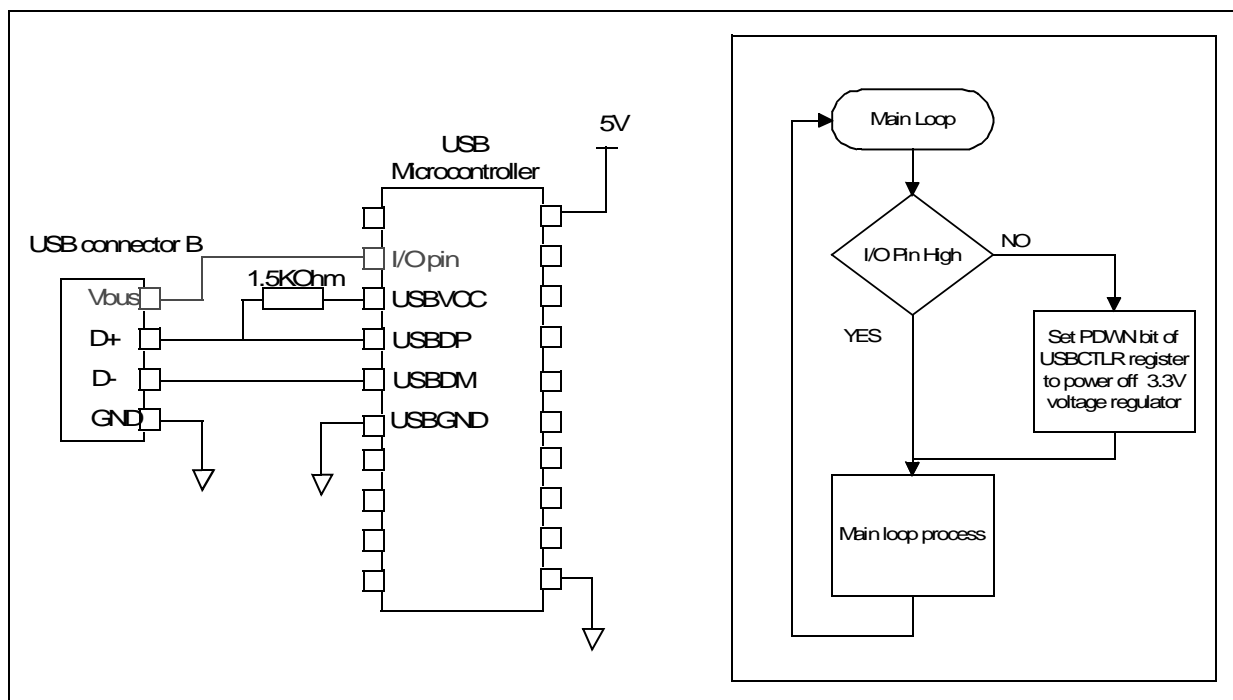 5V
USB
Microcontroller
USB connector B
I/O pin
1.5KOhm
Vbus
USBVCC
D+
USBDP
D-
USBDM
GND
USBGND
Main Loop
I/O Pin High
NO
YES
Set PDWN bit of
USBCTLR register
to power off 3.3V
voltage regulator
Main loop process